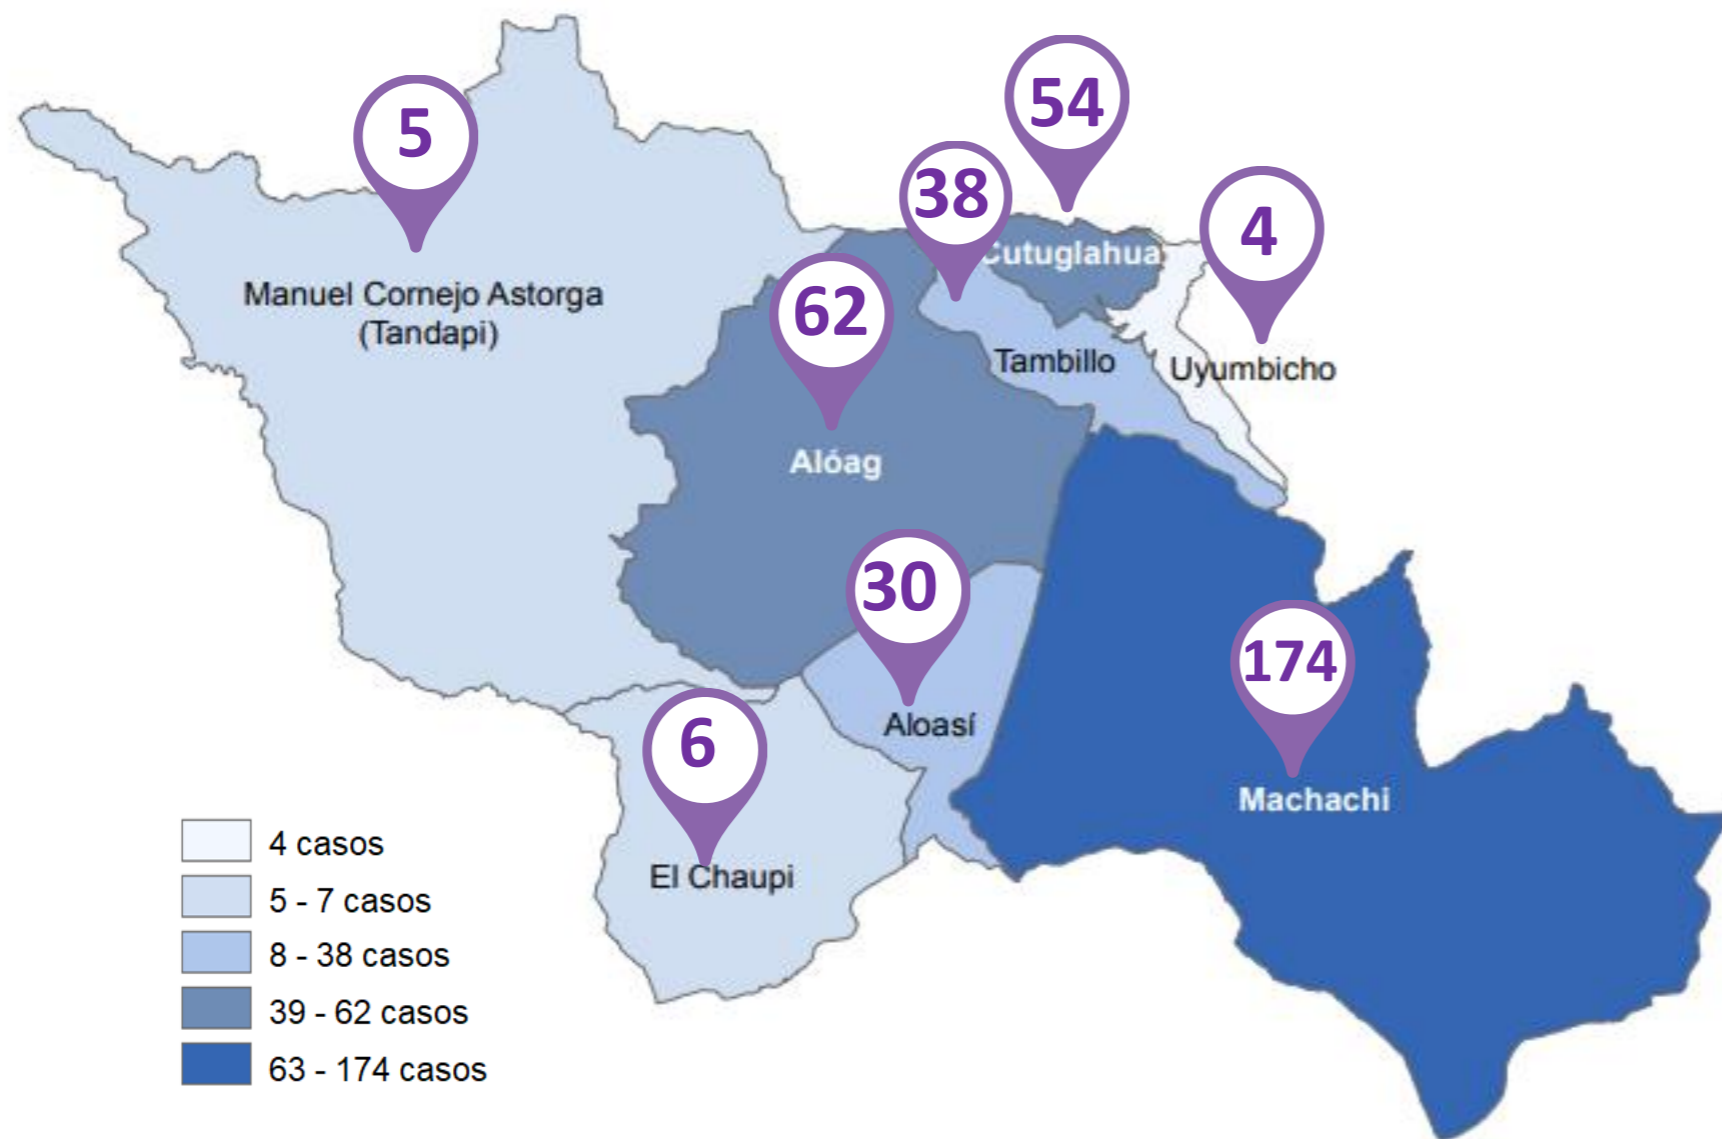 54
5
38
4
Cutuglahua
Manuel Cornejo Astorga
(Tandapi)
62
Tambillo
Uyumbicho
Alóag
30
174
Aloasí
6
Machachi
El Chaupi
4 casos
5 - 7 casos
8 - 38 casos
39 - 62 casos
63 - 174 casos